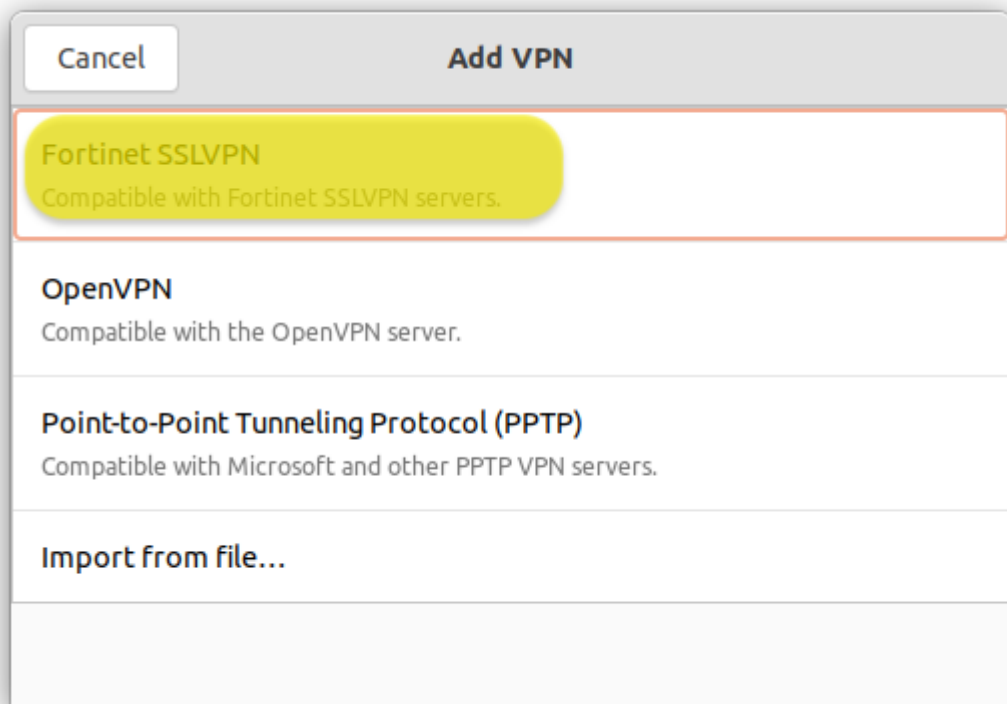 Cancel
Add VPN
Fortinet SSLVPN
Compatible with Fortinet SSLVPN servers.
OpenVPN
Compatible with the OpenVPN server.
Point-to-Point Tunneling Protocol (PPTP)
Compatible with Microsoft and other PPTP VPN servers.
Import from file…